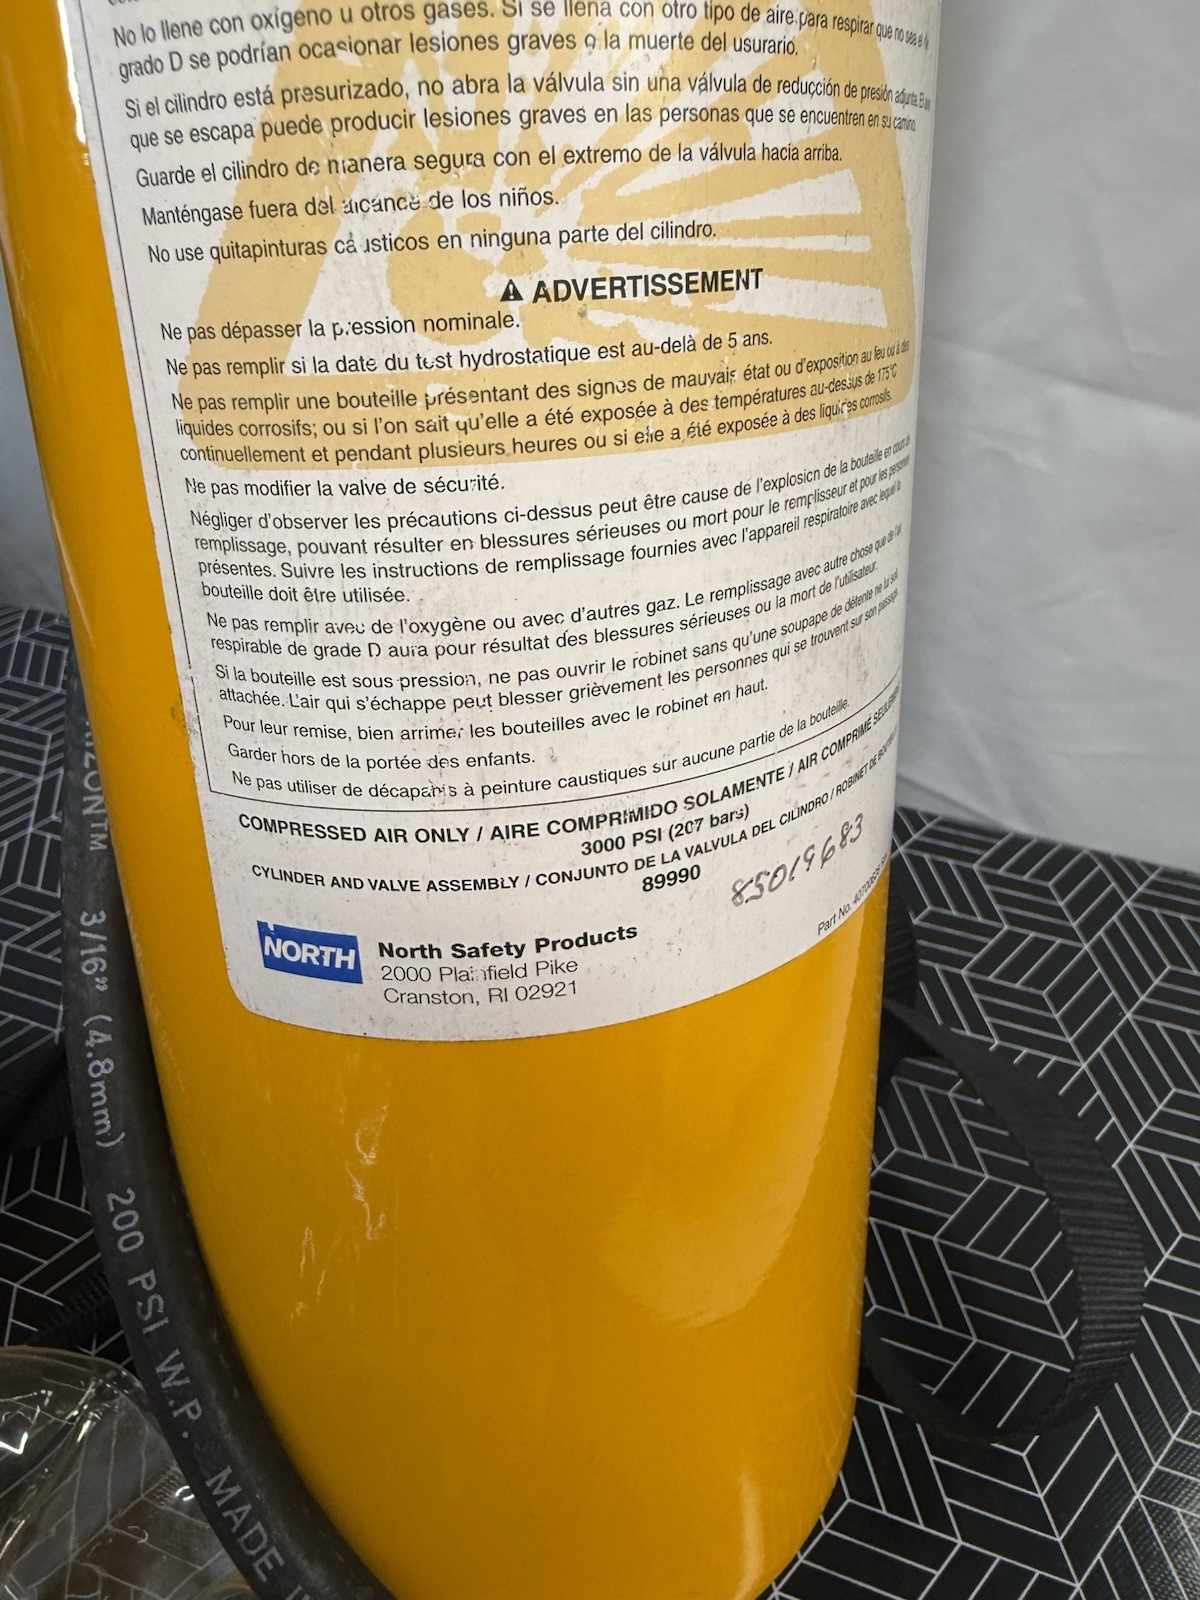 No lo llene con oxígeno u otros gases. Si se llena con otro tipo de aire para respirar que no sea el
grado D se podrían ocasionar lesiones graves o la muerte del usurario.
Si el cilindro está presurizado, no abra la válvula sin una válvula de reducción de presión adjunta. El
que se escapa puede producir lesiones graves en las personas que se encuentren en su camino.
Guarde el cilindro de manera segura con el extremo de la válvula hacia arriba.
Manténgase fuera del alcance de los niños.
No use quitapinturas cáusticos en ninguna parte del cilindro.
⚠ ADVERTISSEMENT
Ne pas dépasser la pression nominale.
Ne pas remplir si la date du test hydrostatique est au-delà de 5 ans.
Ne pas remplir une bouteille présentant des signes de mauvais état ou d'exposition au feu ou à des
liquides corrosifs; ou si l'on sait qu'elle a été exposée à des températures au-dessus de 175°C
continuellement et pendant plusieurs heures ou si elle a été exposée à des liquides corrosifs.
Ne pas modifier la valve de sécurité.
Négliger d'observer les précautions ci-dessus peut être cause de l'explosion de la bouteille en cours de
remplissage, pouvant résulter en blessures sérieuses ou mort pour le remplisseur et pour les
présentes. Suivre les instructions de remplissage fournies avec l'appareil respiratoire avec lequel la
bouteille doit être utilisée.
Ne pas remplir avec de l'oxygène ou avec d'autres gaz. Le remplissage avec autre chose que de l'air
respirable de grade D aura pour résultat des blessures sérieuses ou la mort de l'utilisateur.
Si la bouteille est sous pression, ne pas ouvrir le robinet sans qu'une soupape de détente ne lui soit
attachée. L'air qui s'échappe peut blesser grièvement les personnes qui se trouvent sur son passage.
Pour leur remise, bien arrimer les bouteilles avec le robinet en haut.
Garder hors de la portée des enfants.
Ne pas utiliser de décapants à peinture caustiques sur aucune partie de la bouteille.
COMPRESSED AIR ONLY / AIRE COMPRIMIDO SOLAMENTE / AIR COMPRIMÉ
3000 PSI (207 bars)
CYLINDER AND VALVE ASSEMBLY / CONJUNTO DE LA VALVULA DEL CILINDRO / ROBINET DE
89990
85019683
Part No.
NORTH
North Safety Products
2000 Plainfield Pike
Cranston, RI 02921
3/16" (4.8mm) 200 PSI W.P. MADE